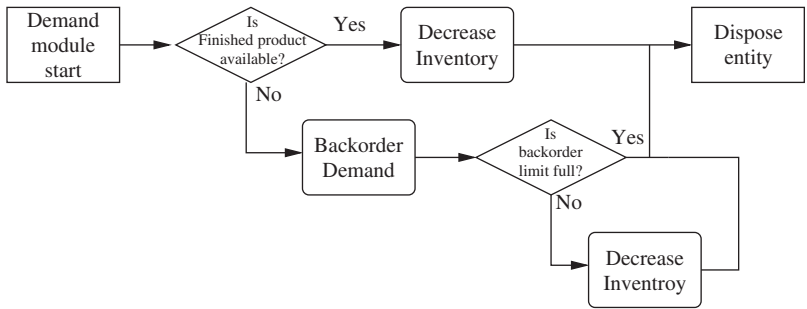 Demand
module
start
Is
Finished product
available?
Yes
No
Decrease
Inventory
Dispose
entity
Backorder
Demand
Is
backorder
limit full?
Yes
No
Decrease
Inventroy